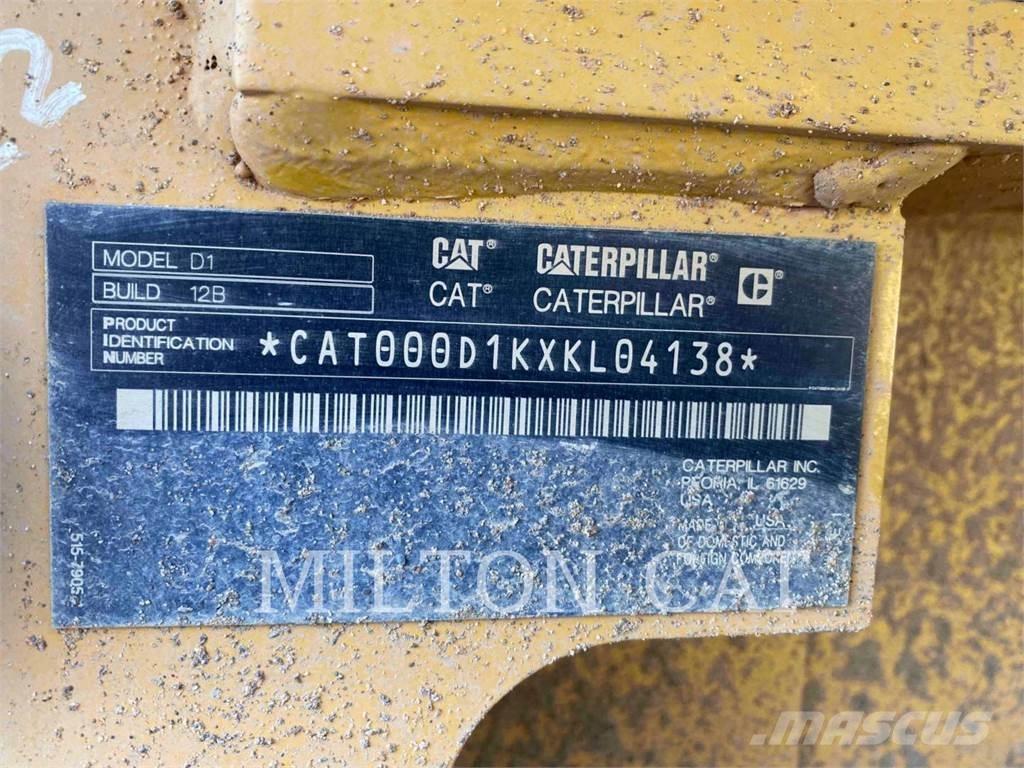 MODEL D1
BUILD 12B
CAT® CATERPILLAR® C®
CAT® CATERPILLAR®
PRODUCT
IDENTIFICATION
NUMBER
*CAT000D1KXKL04138*
CATERPILLAR INC.
PEORIA, IL 61629
USA
MADE USA
OF DOMESTIC AND
FOREIGN COMPONENTS
515-7905
MILTON CAT
MASCUS